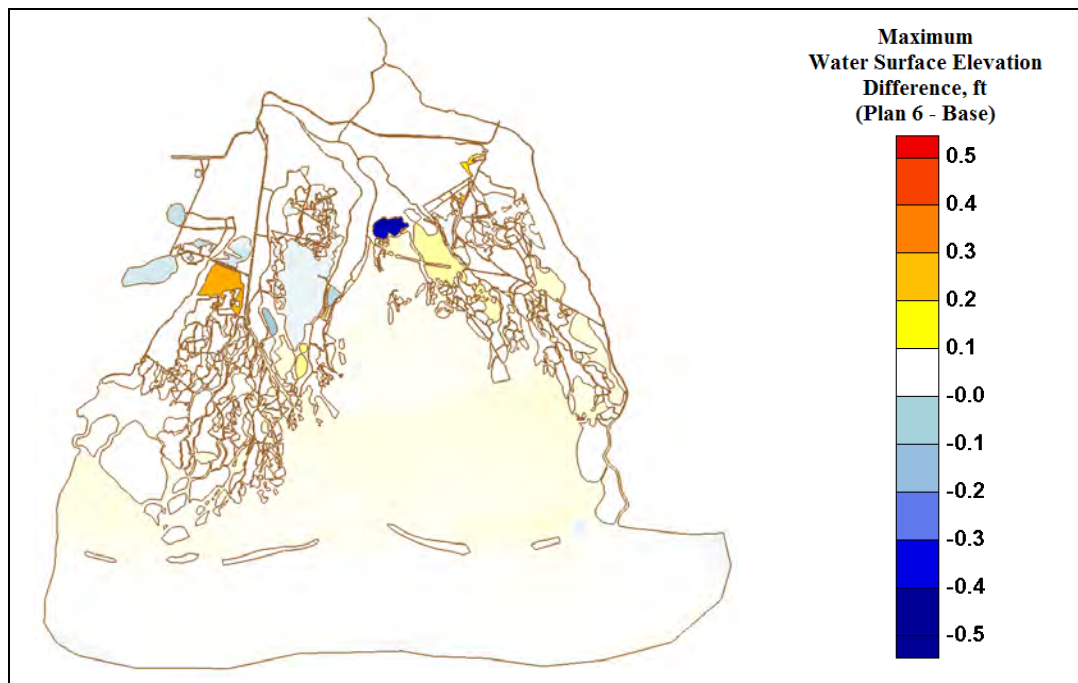 Maximum
Water Surface Elevation
Difference, ft
(Plan 6 - Base)
0.5
0.4
0.3
0.2
0.1
-0.0
-0.1
-0.2
-0.3
-0.4
-0.5